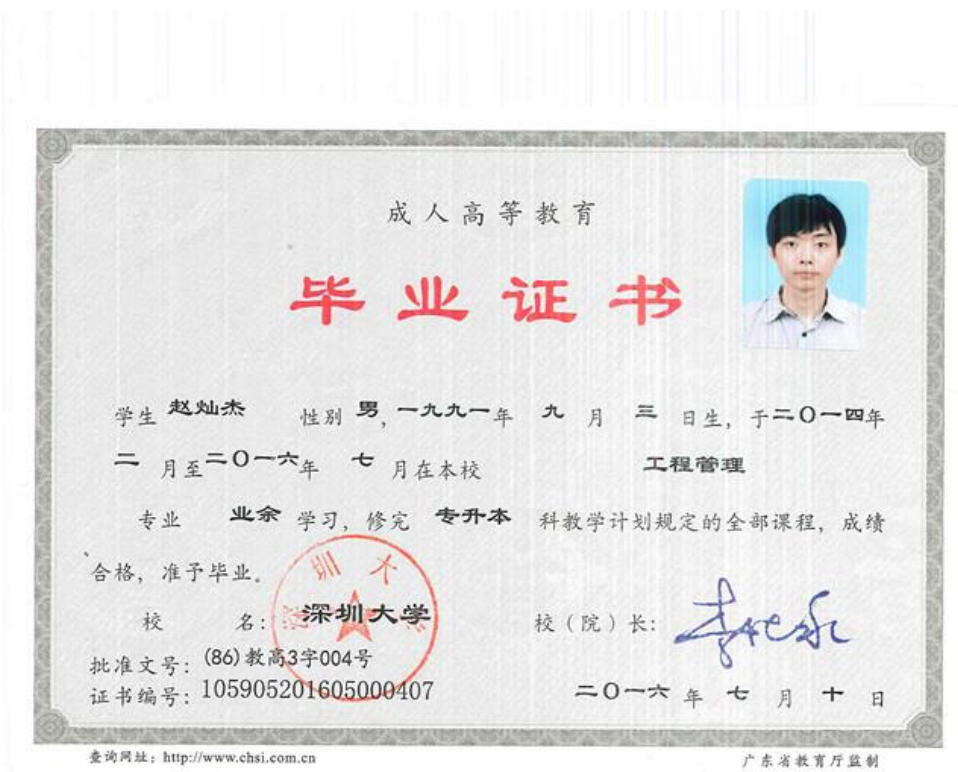 成人高等教育
毕业证书
学生 赵灿杰 性别 男, 一九九一年 九 月 三 日生, 于二〇一四年
二 月至二〇一六年 七 月在本校 工程管理
专业 业余 学习, 修完 专升本 科教学计划规定的全部课程, 成绩
合格, 准予毕业。
校 名: 深圳大学 校(院)长:
批准文号: (86)教高3字004号
证书编号: 105905201605000407 二〇一六 年 七 月 十 日
查询网址: http://www.chsi.com.cn 广东省教育厅监制